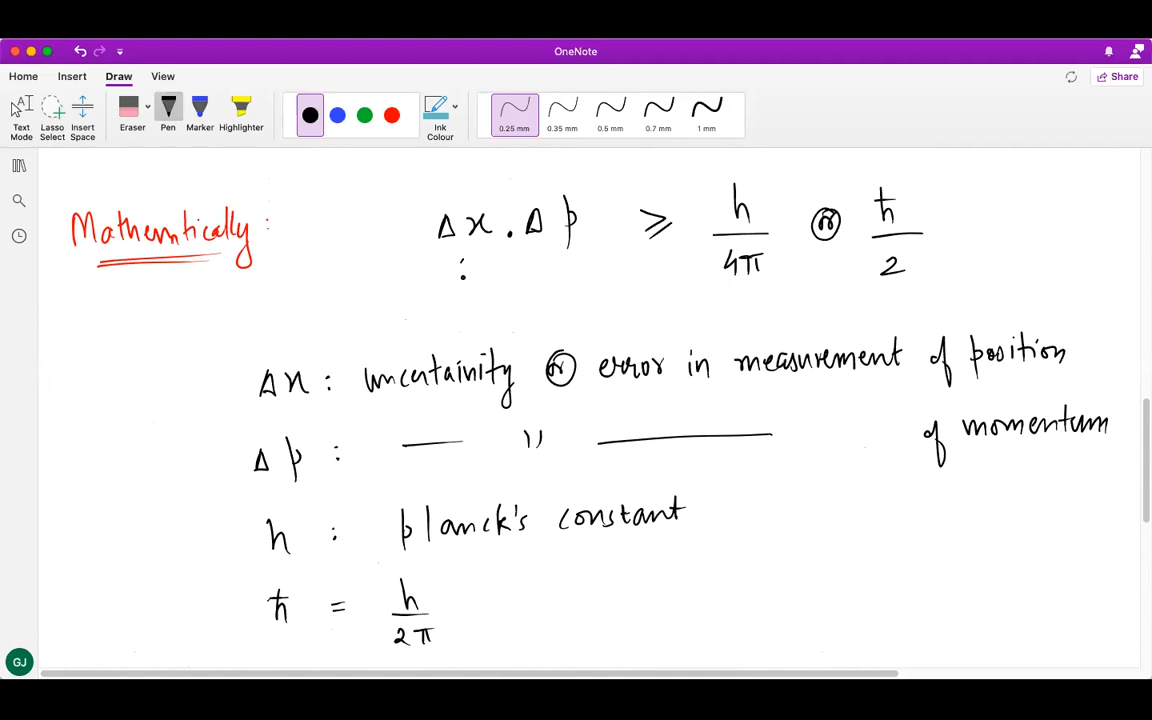 OneNote
Home Insert Draw View Share
Text Mode Lasso Select Insert Space Eraser Pen Marker Highlighter Ink Colour 0.25 mm 0.35 mm 0.5 mm 0.7 mm 1 mm
Mathemtically : Δx . Δp ⩾ h/4π or ħ/2
:
Δx : uncertainity or error in measurement of position
Δp : — " — of momentum
h : planck's constant
ħ = h/2π
GJ